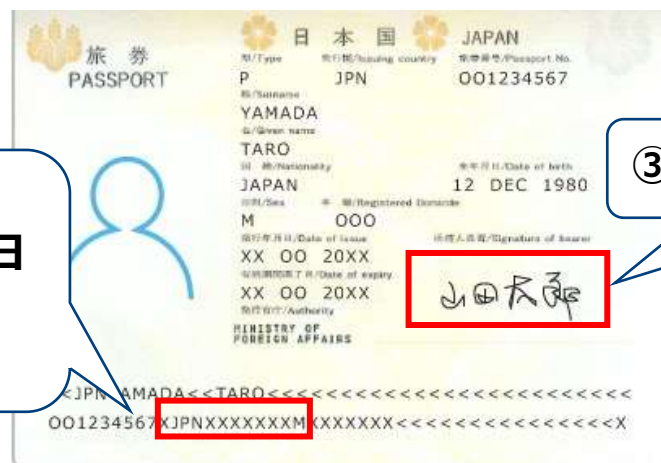 旅 券
PASSPORT
日 本 国 JAPAN
型/Type 発行国/Issuing country 旅券番号/Passport No.
P JPN OO1234567
姓/Surname
YAMADA
名/Given name
TARO
国 籍/Nationality 生年月日/Date of birth
JAPAN 12 DEC 1980
性別/Sex 本 籍/Registered Domicile
M OOO
発行年月日/Date of issue 所持人自署/Signature of bearer
XX OO 20XX
有効期間満了日/Date of expiry
XX OO 20XX
山田太郎
発行官庁/Authority
MINISTRY OF
FOREIGN AFFAIRS
③
日
<JPN AMADA<<TARO<<<<<<<<<<<<<<<<<<<<<<<<<<
OO1234567XJPNXXXXXXXMXXXXXXX<<<<<<<<<<<<<<<X